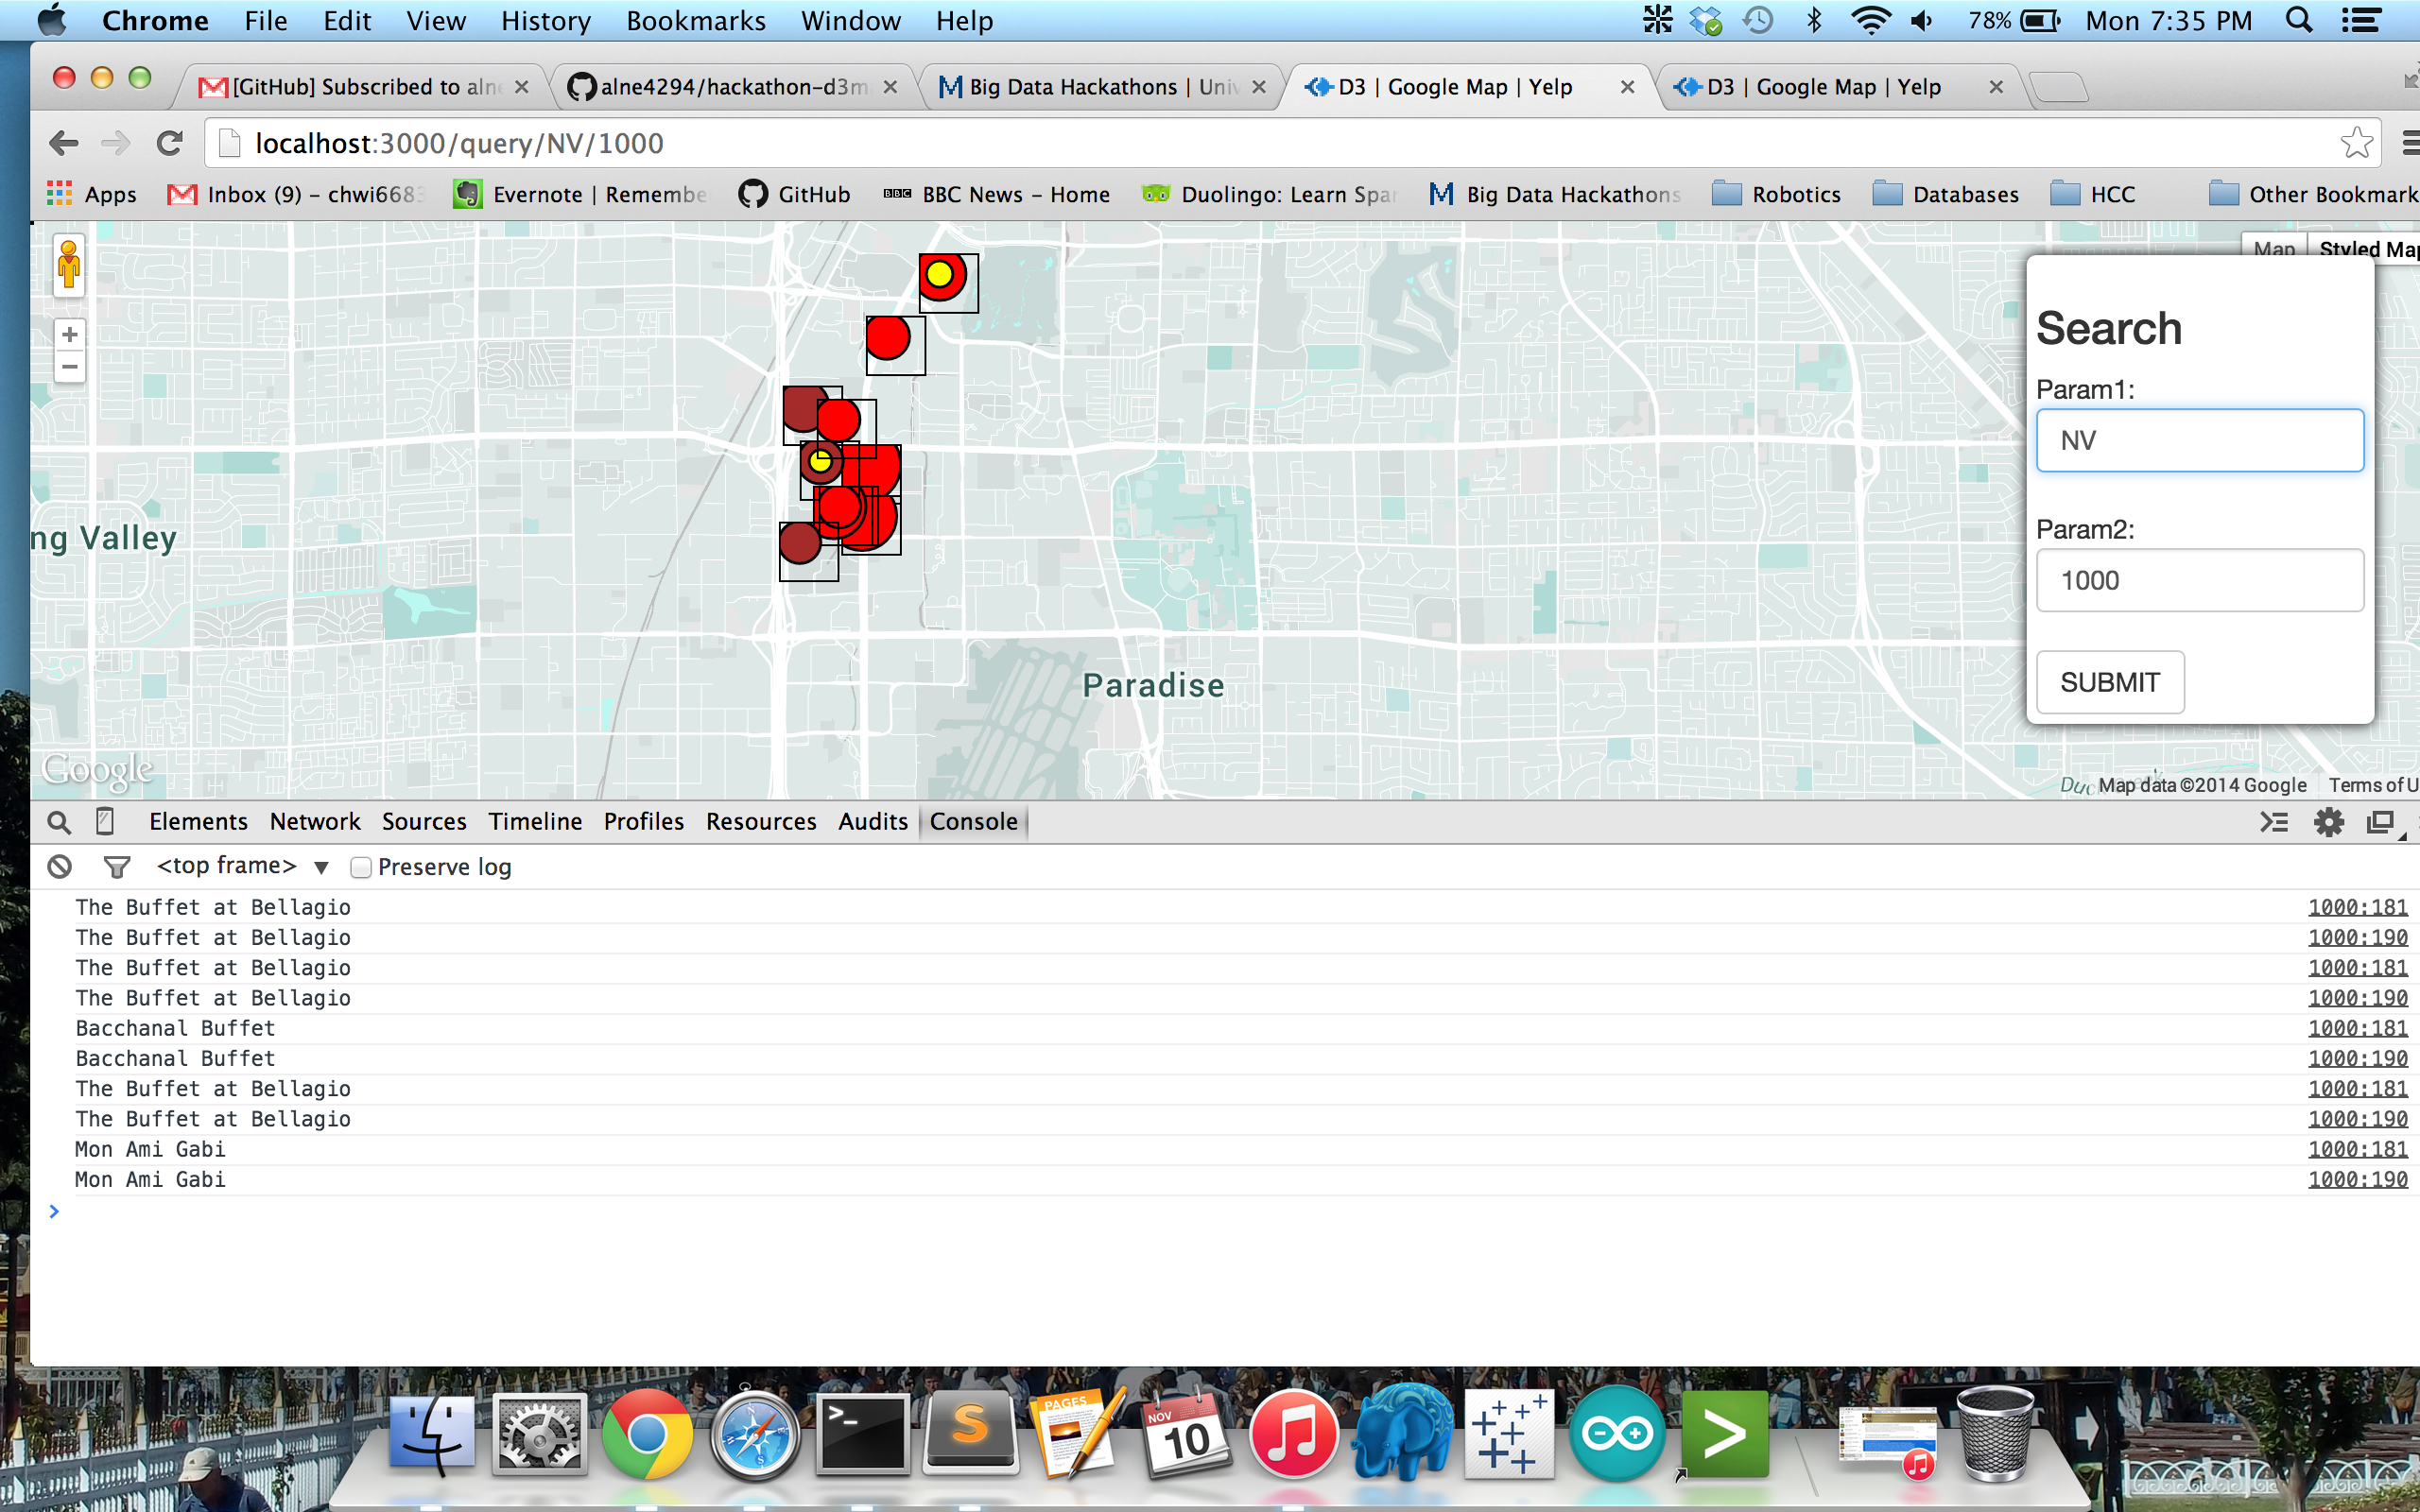 Chrome File Edit View History Bookmarks Window Help 78% Mon 7:35 PM
[GitHub] Subscribed to alne alne4294/hackathon-d3m Big Data Hackathons | Univ D3 | Google Map | Yelp D3 | Google Map | Yelp
localhost:3000/query/NV/1000
Apps Inbox (9) – chwi6683 Evernote | Remembe GitHub BBC BBC News – Home Duolingo: Learn Spa Big Data Hackathons Robotics Databases HCC Other Bookmark
Map Styled Map
Search
Param1:
NV
Param2:
1000
SUBMIT
ng Valley
Paradise
Google
Duc Map data ©2014 Google Terms of U
Elements Network Sources Timeline Profiles Resources Audits Console
<top frame> Preserve log
The Buffet at Bellagio 1000:181
The Buffet at Bellagio 1000:190
The Buffet at Bellagio 1000:181
The Buffet at Bellagio 1000:190
Bacchanal Buffet 1000:181
Bacchanal Buffet 1000:190
The Buffet at Bellagio 1000:181
The Buffet at Bellagio 1000:190
Mon Ami Gabi 1000:181
Mon Ami Gabi 1000:190
PAGES
NOV
10